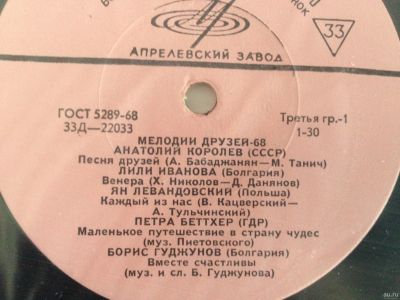 33
АПРЕЛЕВСКИЙ ЗАВОД
ГОСТ 5289-68
33Д—22033
Третья гр.-1
1-30
МЕЛОДИИ ДРУЗЕЙ-68
АНАТОЛИЙ КОРОЛЕВ (СССР)
Песня друзей (А. Бабаджанян—М. Танич)
ЛИЛИ ИВАНОВА (Болгария)
Венера (Х. Николов—Д. Данянов)
ЯН ЛЕВАНДОВСКИЙ (Польша)
Каждый из нас (В. Кацверский—
А. Тульчинский)
ПЕТРА БЕТТХЕР (ГДР)
Маленькое путешествие в страну чудес
(муз. Пиетовского)
БОРИС ГУДЖУНОВ (Болгария)
Вместе счастливы
(муз. и сл. Б. Гуджунова)
au.ru